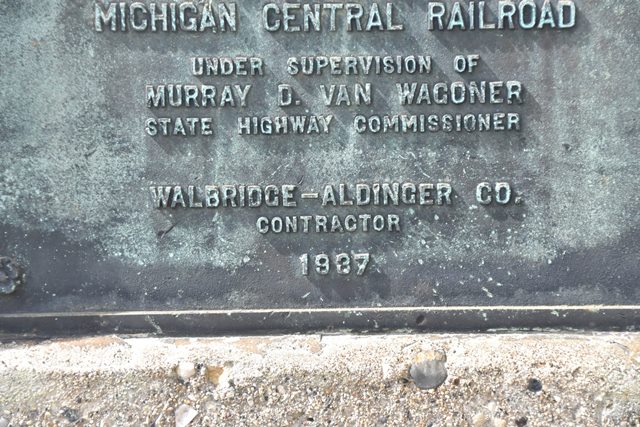 MICHIGAN CENTRAL RAILROAD
UNDER SUPERVISION OF
MURRAY D. VAN WAGONER
STATE HIGHWAY COMMISSIONER
WALBRIDGE-ALDINGER CO.
CONTRACTOR
1937